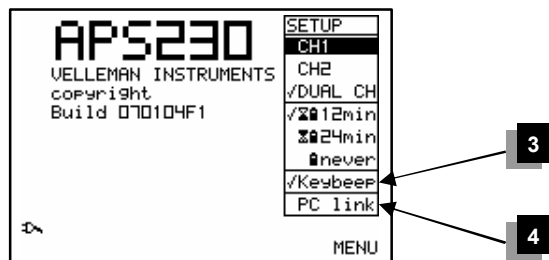 APS230
VELLEMAN INSTRUMENTS
copyright
Build 070104F1
SETUP
CH1
CH2
√DUAL CH
√12min
24min
never
√Keybeep
PC link
MENU
3
4